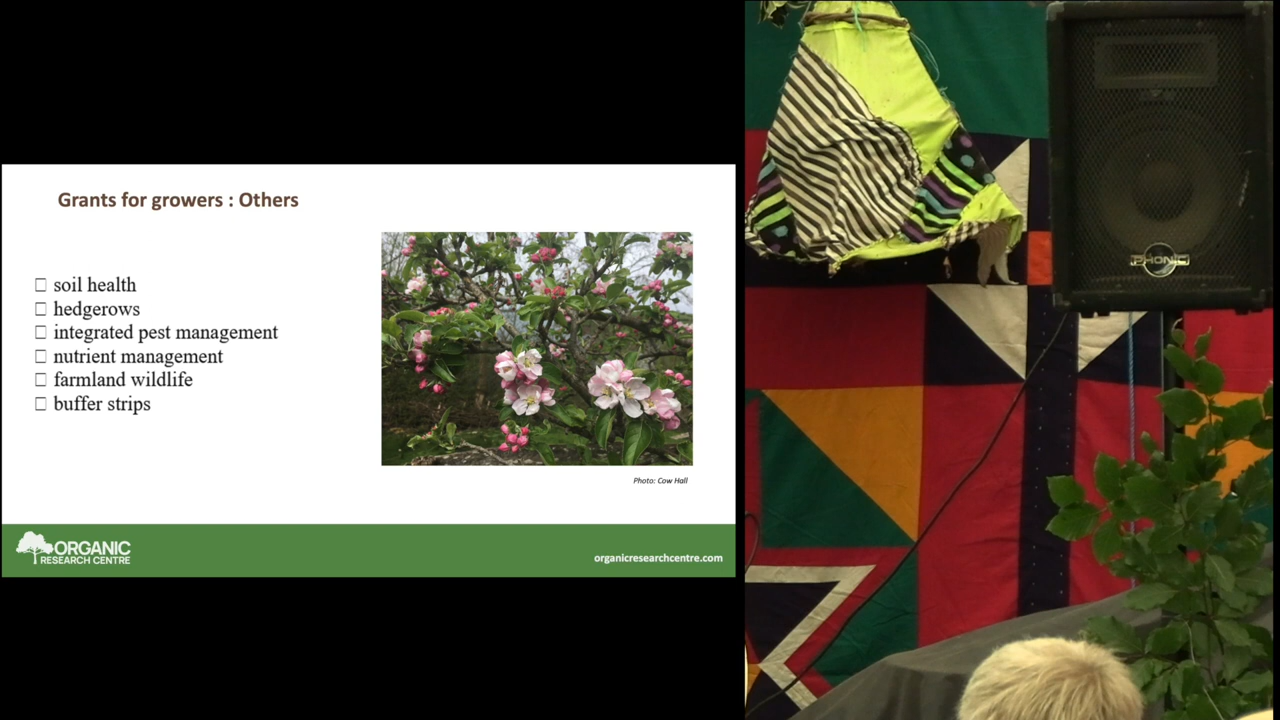 Grants for growers : Others
□ soil health
□ hedgerows
□ integrated pest management
□ nutrient management
□ farmland wildlife
□ buffer strips
Photo: Cow Hall
ORGANIC
RESEARCH CENTRE
organicresearchcentre.com
PHONIC